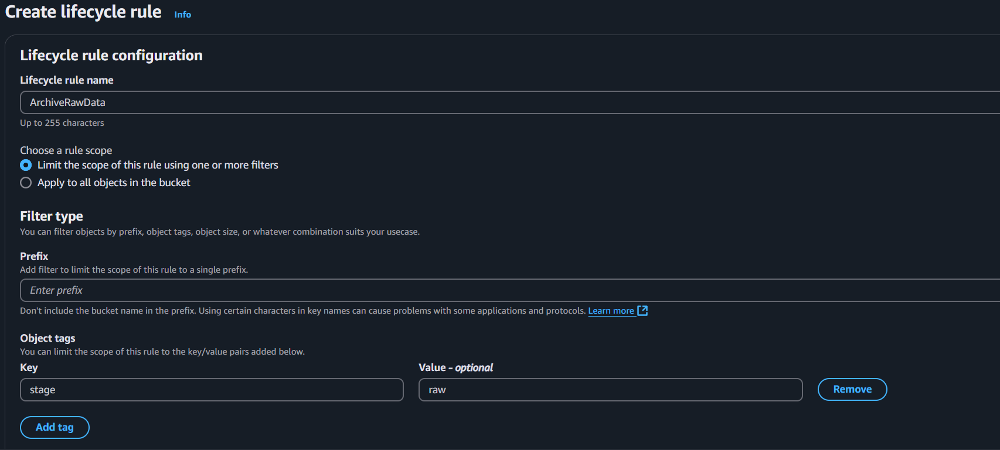 Create lifecycle rule Info
Lifecycle rule configuration
Lifecycle rule name
ArchiveRawData
Up to 255 characters
Choose a rule scope
Limit the scope of this rule using one or more filters
Apply to all objects in the bucket
Filter type
You can filter objects by prefix, object tags, object size, or whatever combination suits your usecase.
Prefix
Add filter to limit the scope of this rule to a single prefix.
Enter prefix
Don't include the bucket name in the prefix. Using certain characters in key names can cause problems with some applications and protocols. Learn more
Object tags
You can limit the scope of this rule to the key/value pairs added below.
Key Value - optional
stage raw Remove
Add tag